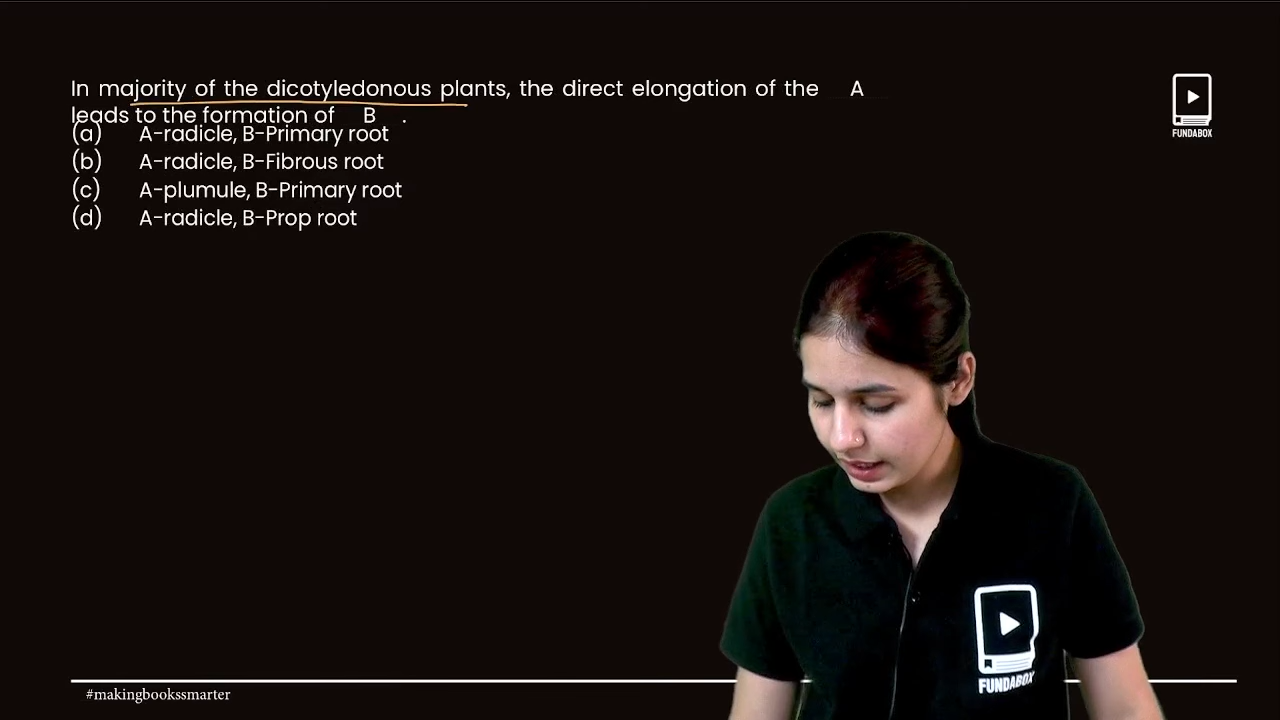 In majority of the dicotyledonous plants, the direct elongation of the A
leads to the formation of B .
(a) A-radicle, B-Primary root
(b) A-radicle, B-Fibrous root
(c) A-plumule, B-Primary root
(d) A-radicle, B-Prop root
FUNDABOX
FUNDABOX
#makingbookssmarter